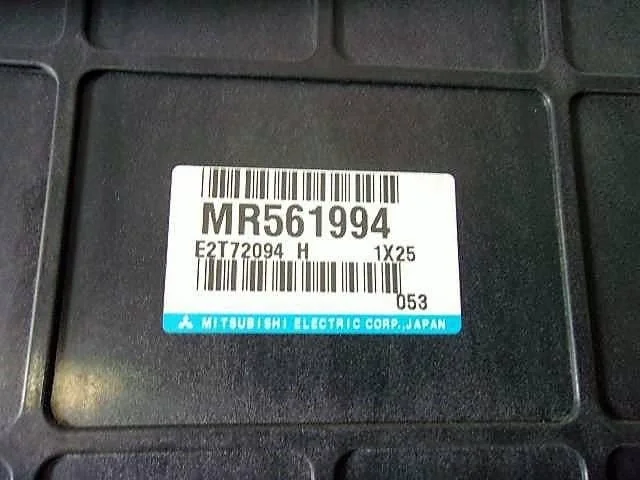 MR561994
E2T72094 H 1X25
053
MITSUBISHI ELECTRIC CORP.,JAPAN